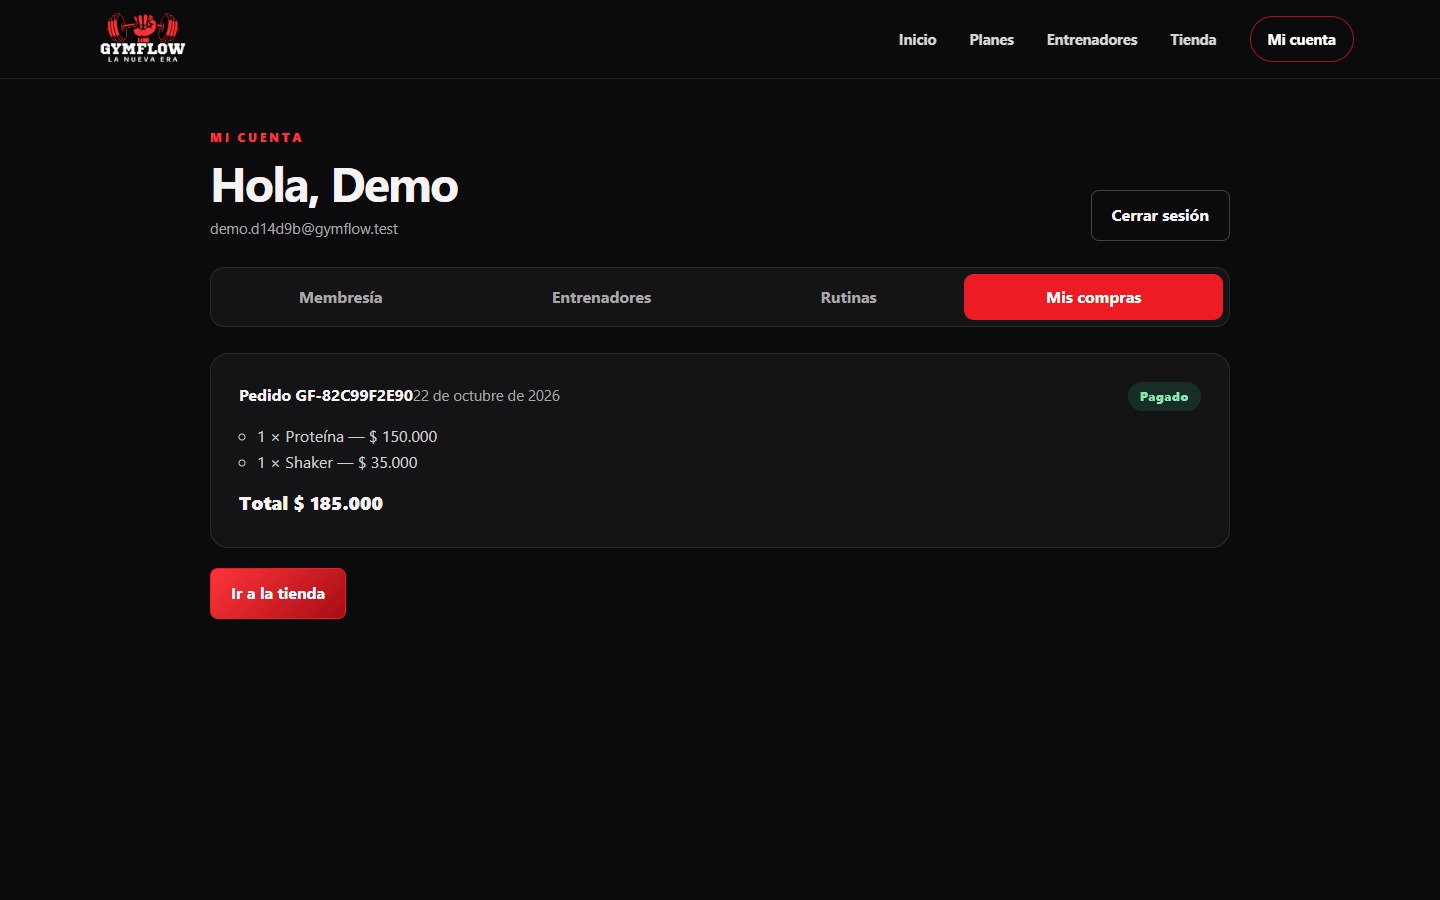 GYMFLOW
LA NUEVA ERA
Inicio Planes Entrenadores Tienda Mi cuenta
MI CUENTA
Hola, Demo
demo.d14d9b@gymflow.test
Cerrar sesión
Membresía Entrenadores Rutinas Mis compras
Pedido GF-82C99F2E9022 de octubre de 2026 Pagado
1 × Proteína — $ 150.000
1 × Shaker — $ 35.000
Total $ 185.000
Ir a la tienda